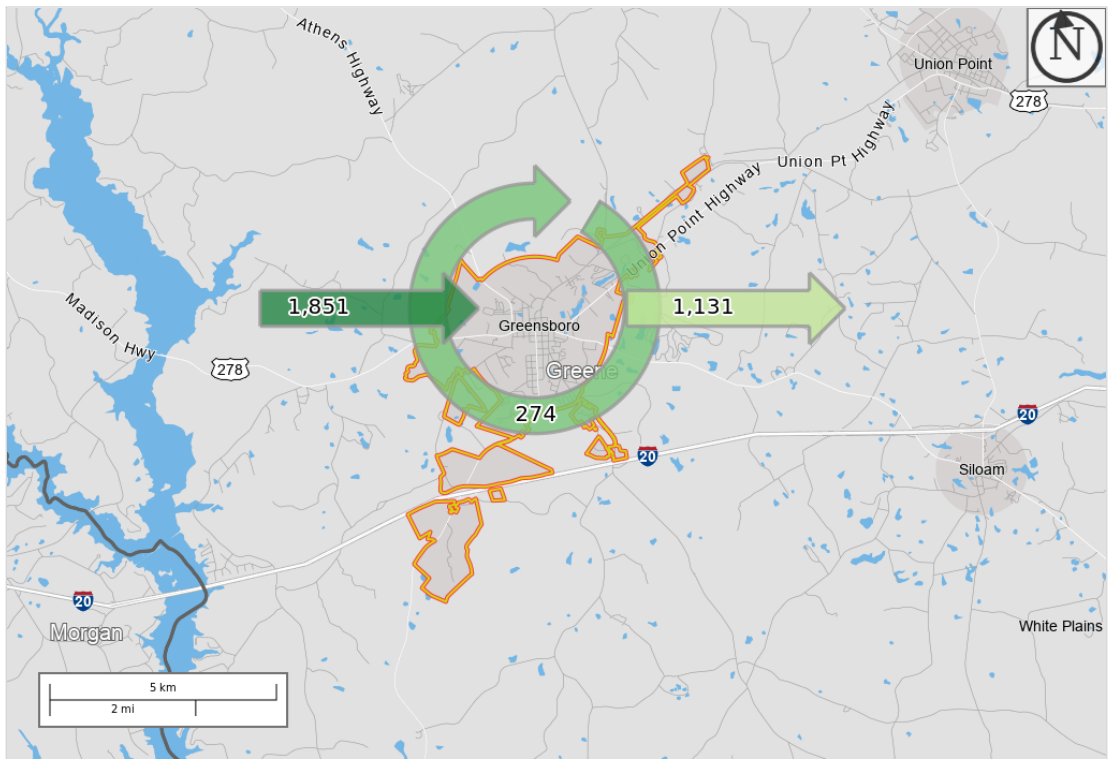 Athens Highway
N
Union Point
278
Union Pt Highway
Union Point Highway
1,851
1,131
Madison Hwy
Greensboro
278
Greene
274
20
20
Siloam
20
Morgan
White Plains
5 km
2 mi